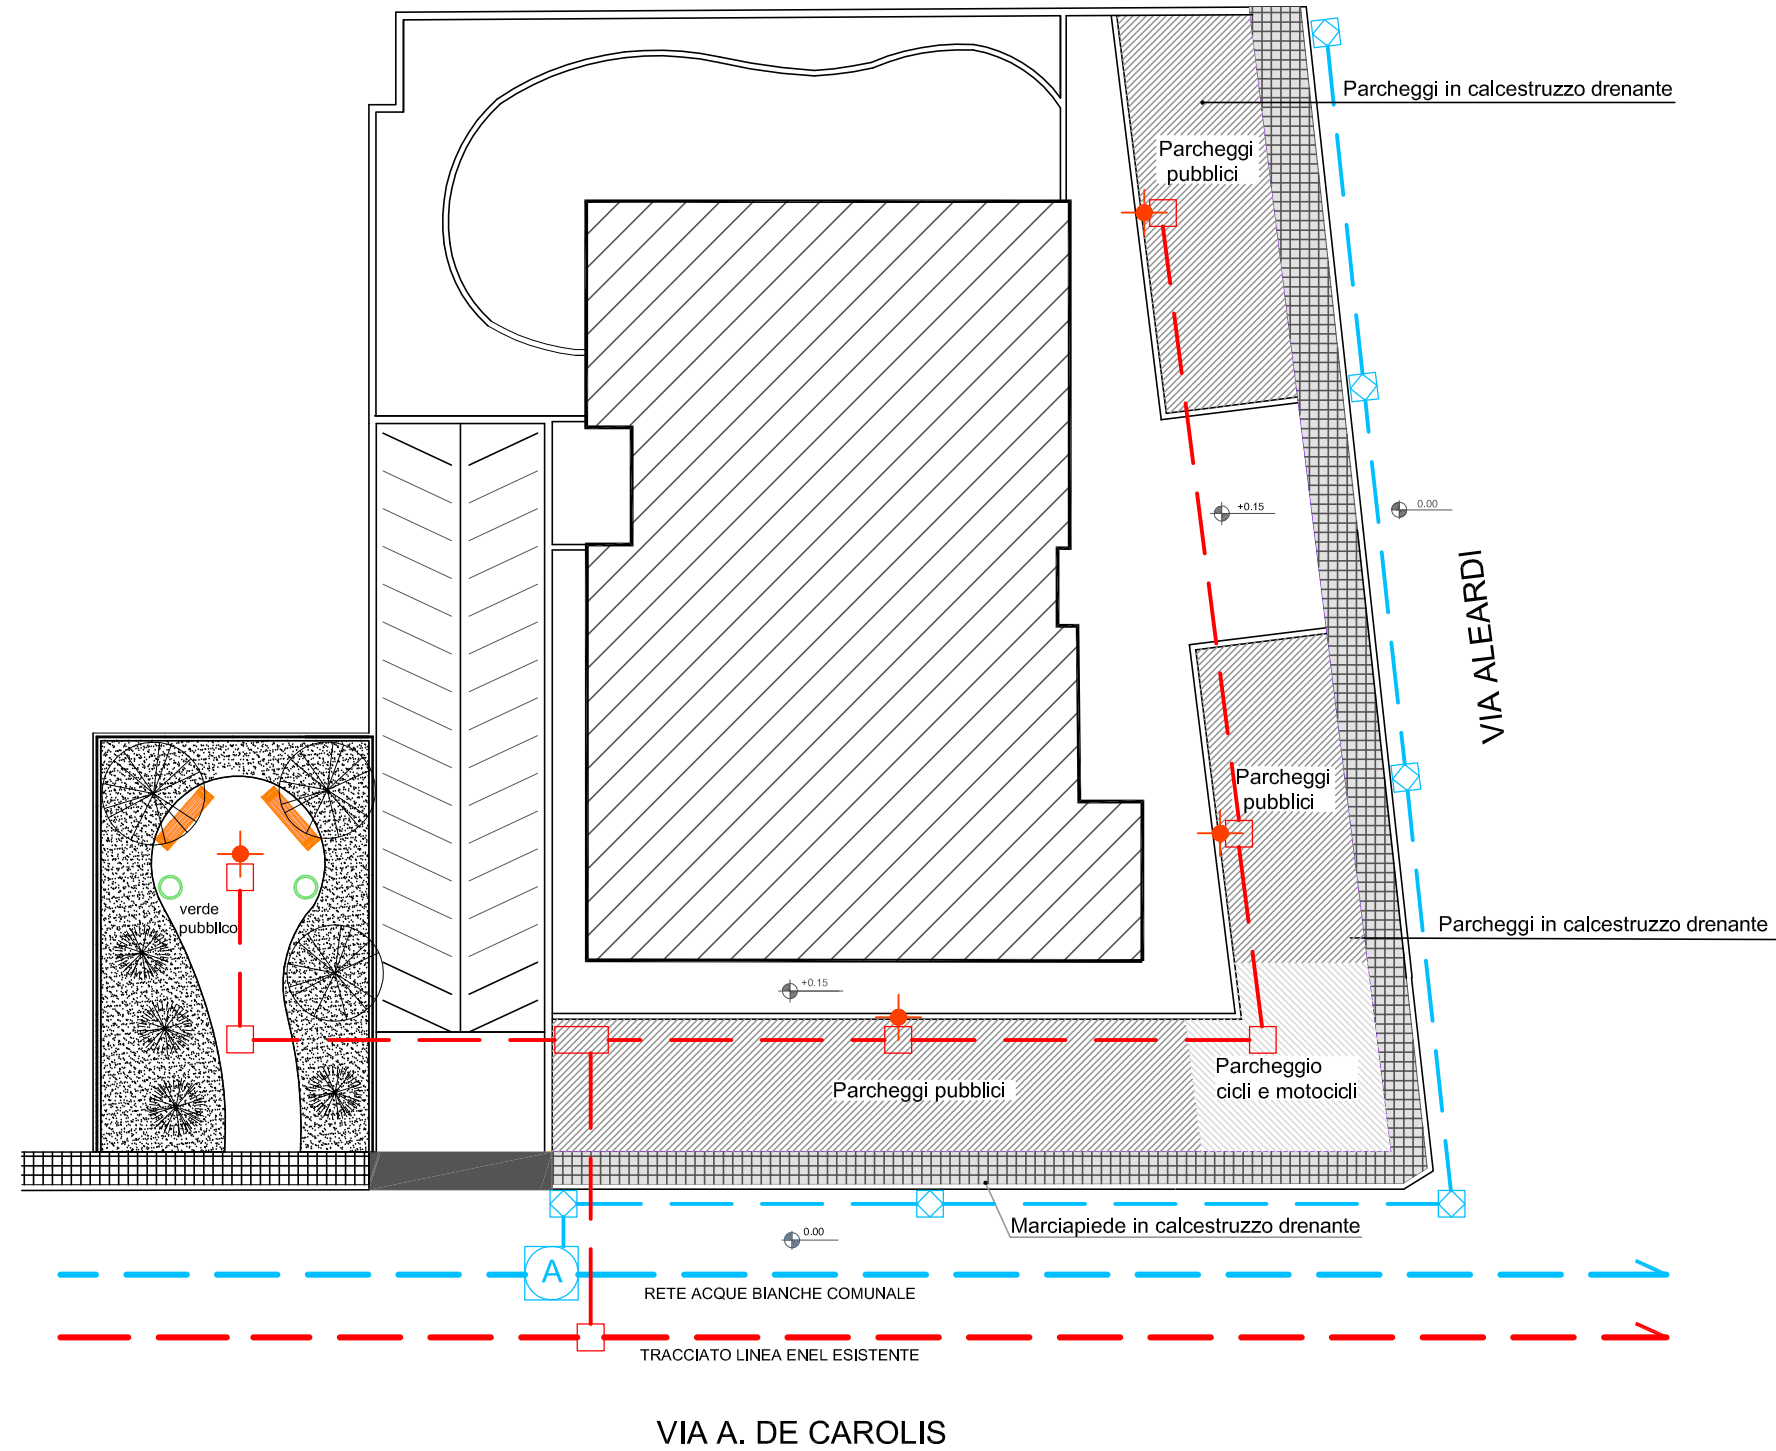 Parcheggi in calcestruzzo drenante
Parcheggi
pubblici
+0.15
0.00
VIA ALEARDI
Parcheggi
pubblici
verde
pubblico
Parcheggi in calcestruzzo drenante
+0.15
Parcheggio
cicli e motocicli
Parcheggi pubblici
Marciapiede in calcestruzzo drenante
0.00
A
RETE ACQUE BIANCHE COMUNALE
TRACCIATO LINEA ENEL ESISTENTE
VIA A. DE CAROLIS